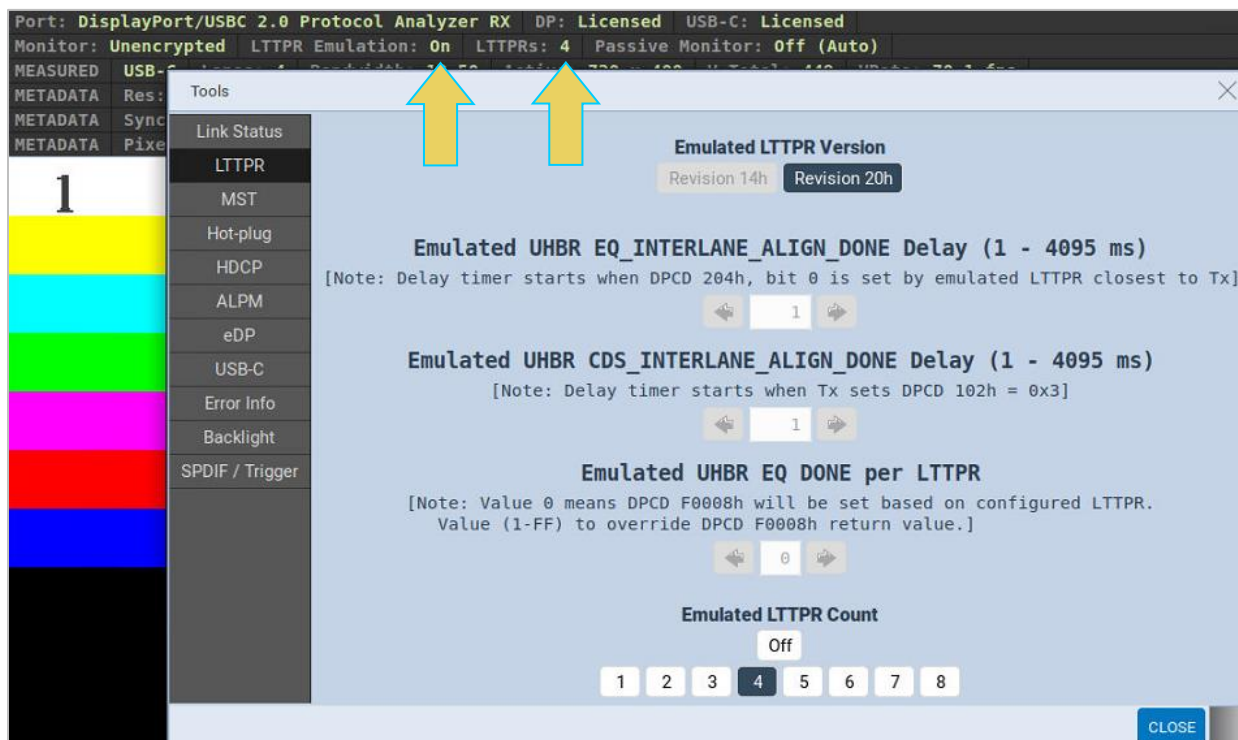 Port: DisplayPort/USBC 2.0 Protocol Analyzer RX DP: Licensed USB-C: Licensed
Monitor: Unencrypted LTTPR Emulation: On LTTPRs: 4 Passive Monitor: Off (Auto)
MEASURED USB-C
METADATA Res:
METADATA Sync
METADATA Pixe
1
Tools
Link Status
LTTPR
MST
Hot-plug
HDCP
ALPM
eDP
USB-C
Error Info
Backlight
SPDIF / Trigger
Emulated LTTPR Version
Revision 14h Revision 20h
Emulated UHBR EQ_INTERLANE_ALIGN_DONE Delay (1 - 4095 ms)
[Note: Delay timer starts when DPCD 204h, bit 0 is set by emulated LTTPR closest to Tx]
1
Emulated UHBR CDS_INTERLANE_ALIGN_DONE Delay (1 - 4095 ms)
[Note: Delay timer starts when Tx sets DPCD 102h = 0x3]
1
Emulated UHBR EQ DONE per LTTPR
[Note: Value 0 means DPCD F0008h will be set based on configured LTTPR.
Value (1-FF) to override DPCD F0008h return value.]
0
Emulated LTTPR Count
Off
1 2 3 4 5 6 7 8
CLOSE